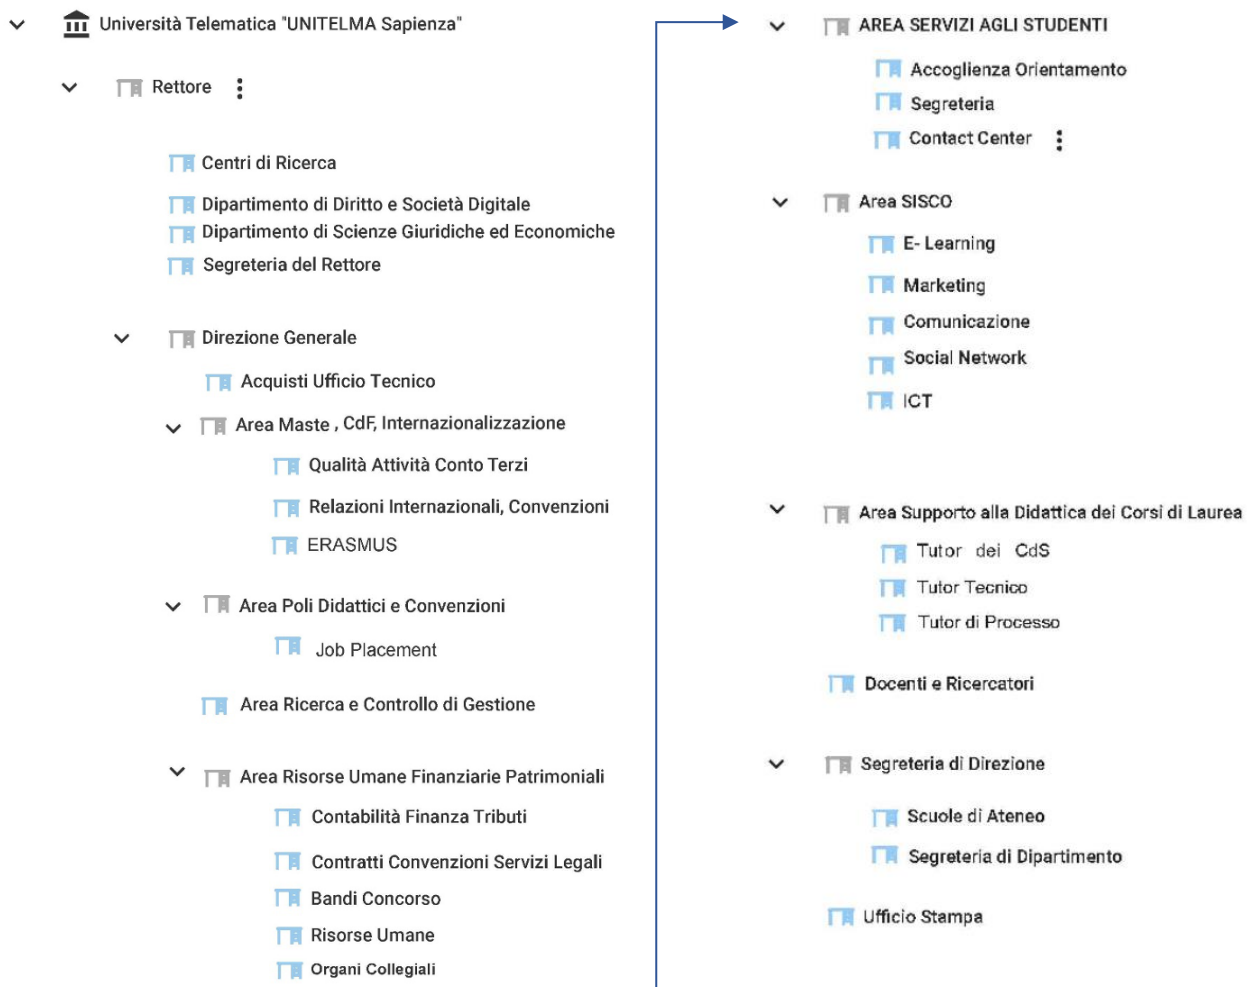 Università Telematica "UNITELMA Sapienza"
Rettore
Centri di Ricerca
Dipartimento di Diritto e Società Digitale
Dipartimento di Scienze Giuridiche ed Economiche
Segreteria del Rettore
Direzione Generale
Acquisti Ufficio Tecnico
Area Maste , CdF, Internazionalizzazione
Qualità Attività Conto Terzi
Relazioni Internazionali, Convenzioni
ERASMUS
Area Poli Didattici e Convenzioni
Job Placement
Area Ricerca e Controllo di Gestione
Area Risorse Umane Finanziarie Patrimoniali
Contabilità Finanza Tributi
Contratti Convenzioni Servizi Legali
Bandi Concorso
Risorse Umane
Organi Collegiali
AREA SERVIZI AGLI STUDENTI
Accoglienza Orientamento
Segreteria
Contact Center
Area SISCO
E- Learning
Marketing
Comunicazione
Social Network
ICT
Area Supporto alla Didattica dei Corsi di Laurea
Tutor dei CdS
Tutor Tecnico
Tutor di Processo
Docenti e Ricercatori
Segreteria di Direzione
Scuole di Ateneo
Segreteria di Dipartimento
Ufficio Stampa